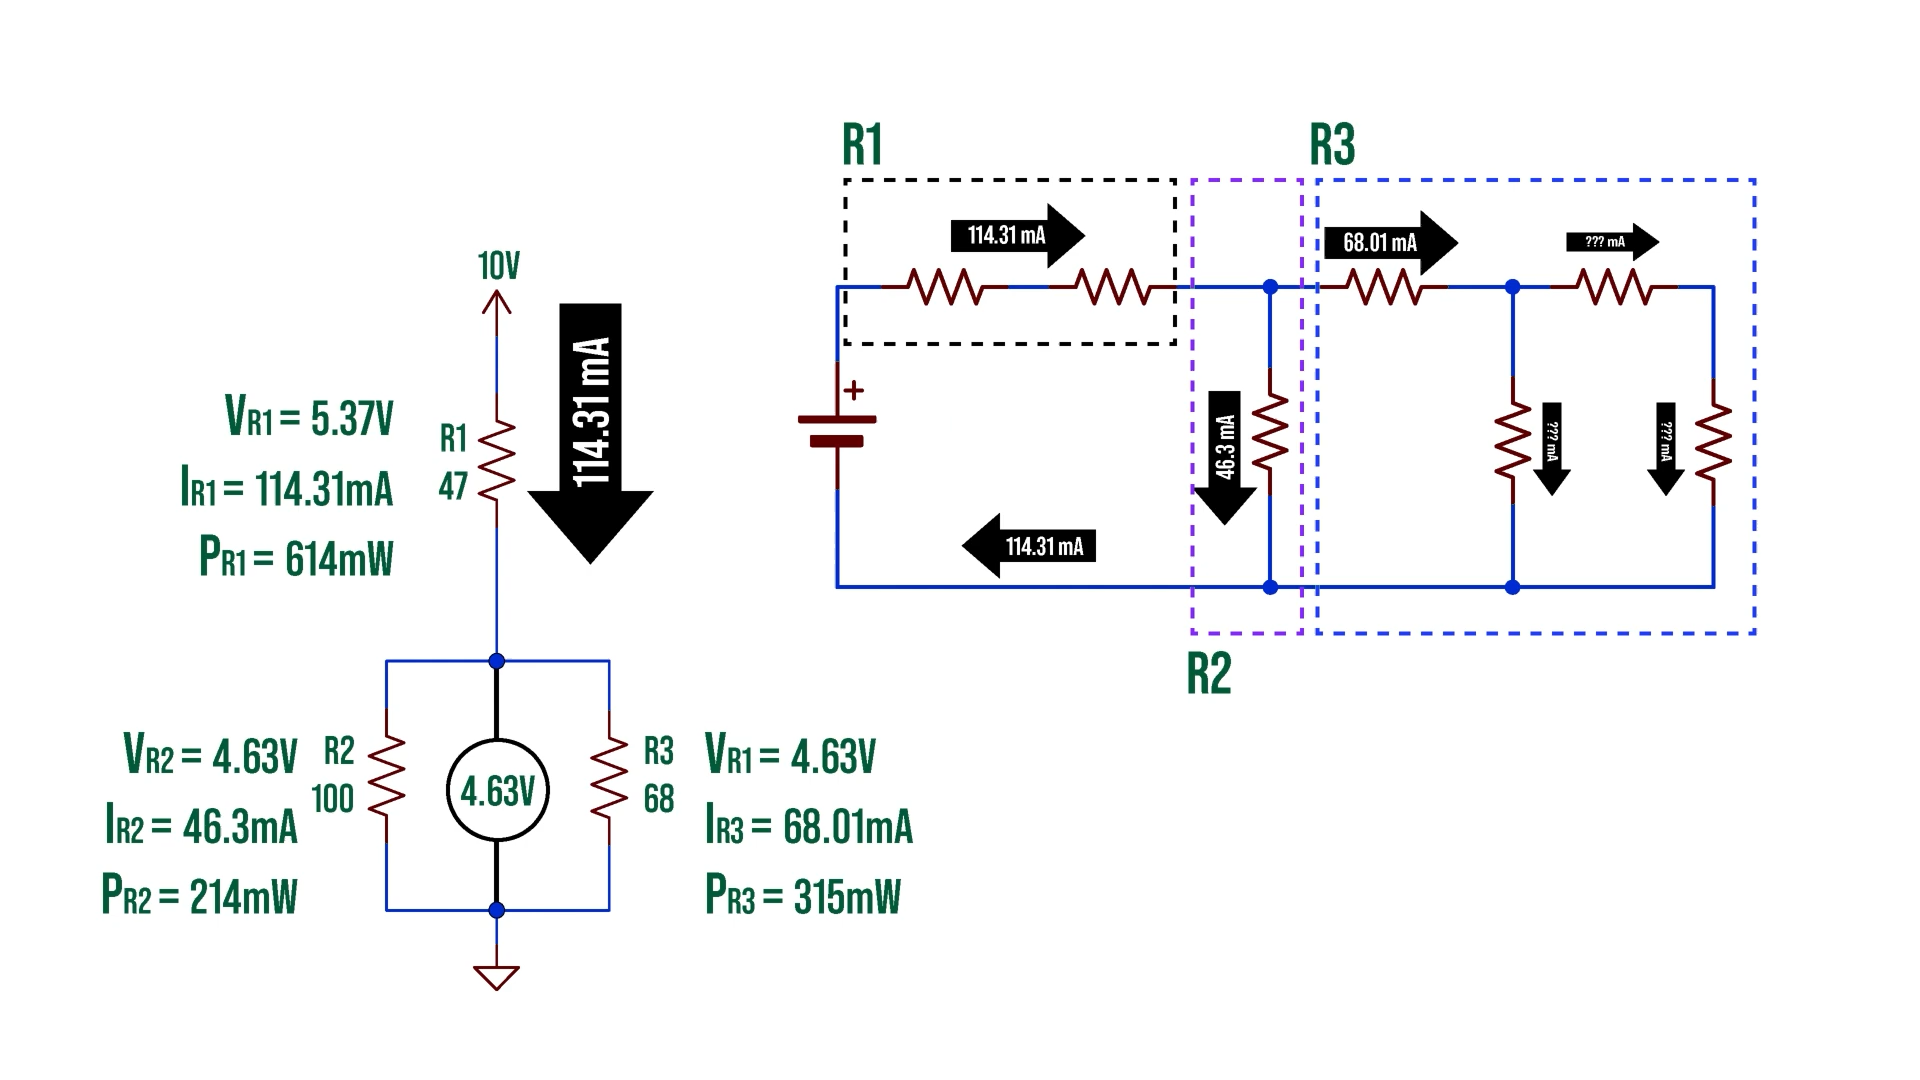 R1
R3
114.31 mA
68.01 mA
??? mA
10V
114.31 mA
VR1 = 5.37V
IR1 = 114.31mA
PR1 = 614mW
R1
47
+
46.3 mA
??? mA
??? mA
114.31 mA
R2
VR2 = 4.63V
IR2 = 46.3mA
PR2 = 214mW
R2
100
4.63V
R3
68
VR1 = 4.63V
IR3 = 68.01mA
PR3 = 315mW